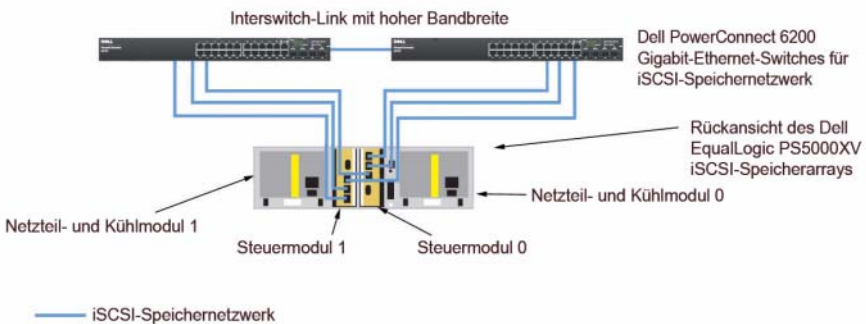 Interswitch-Link mit hoher Bandbreite
Dell PowerConnect 6200
Gigabit-Ethernet-Switches für
iSCSI-Speichernetzwerk
Rückansicht des Dell
EqualLogic PS5000XV
iSCSI-Speicherarrays
Netzteil- und Kühlmodul 0
Netzteil- und Kühlmodul 1
Steuermodul 1
Steuermodul 0
iSCSI-Speichernetzwerk